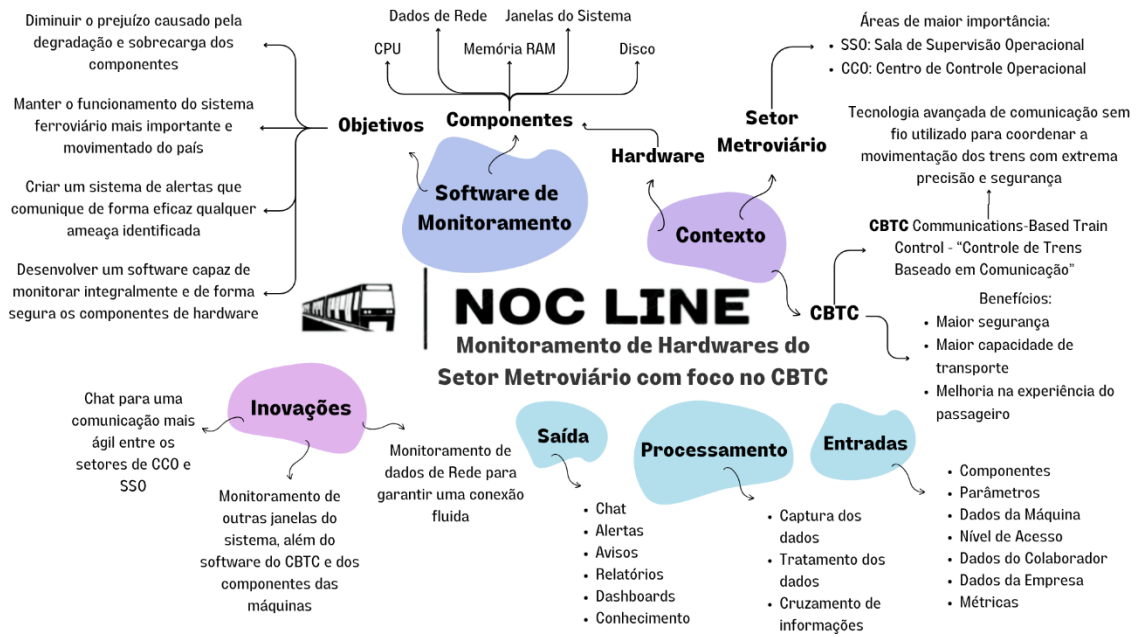 Diminuir o prejuízo causado pela
degradação e sobrecarga dos
componentes
Manter o funcionamento do sistema
ferroviário mais importante e
movimentado do país
Criar um sistema de alertas que
comunique de forma eficaz qualquer
ameaça identificada
Desenvolver um software capaz de
monitorar integralmente e de forma
segura os componentes de hardware
Objetivos
Dados de Rede
Janelas do Sistema
CPU
Memória RAM
Disco
Componentes
Software de
Monitoramento
Hardware
Setor
Metroviário
Contexto
Áreas de maior importância:
• SSO: Sala de Supervisão Operacional
• CCO: Centro de Controle Operacional
Tecnologia avançada de comunicação sem
fio utilizado para coordenar a
movimentação dos trens com extrema
precisão e segurança
CBTC Communications-Based Train
Control - “Controle de Trens
Baseado em Comunicação”
CBTC
Benefícios:
• Maior segurança
• Maior capacidade de
transporte
• Melhoria na experiência do
passageiro
NOC LINE
Monitoramento de Hardwares do
Setor Metroviário com foco no CBTC
Inovações
Chat para uma
comunicação mais
ágil entre os
setores de CCO e
SSO
Monitoramento de
outras janelas do
sistema, além do
software do CBTC e dos
componentes das
máquinas
Monitoramento de
dados de Rede para
garantir uma conexão
fluida
Saída
• Chat
• Alertas
• Avisos
• Relatórios
• Dashboards
• Conhecimento
Processamento
• Captura dos
dados
• Tratamento dos
dados
• Cruzamento de
informações
Entradas
• Componentes
• Parâmetros
• Dados da Máquina
• Nível de Acesso
• Dados do Colaborador
• Dados da Empresa
• Métricas